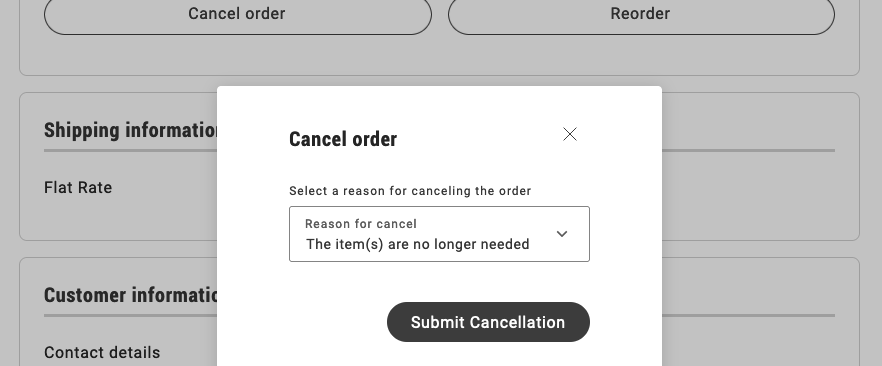 Cancel order
Reorder
Shipping information
Flat Rate
Customer informatio
Contact details
Cancel order
Select a reason for canceling the order
Reason for cancel
The item(s) are no longer needed
Submit Cancellation